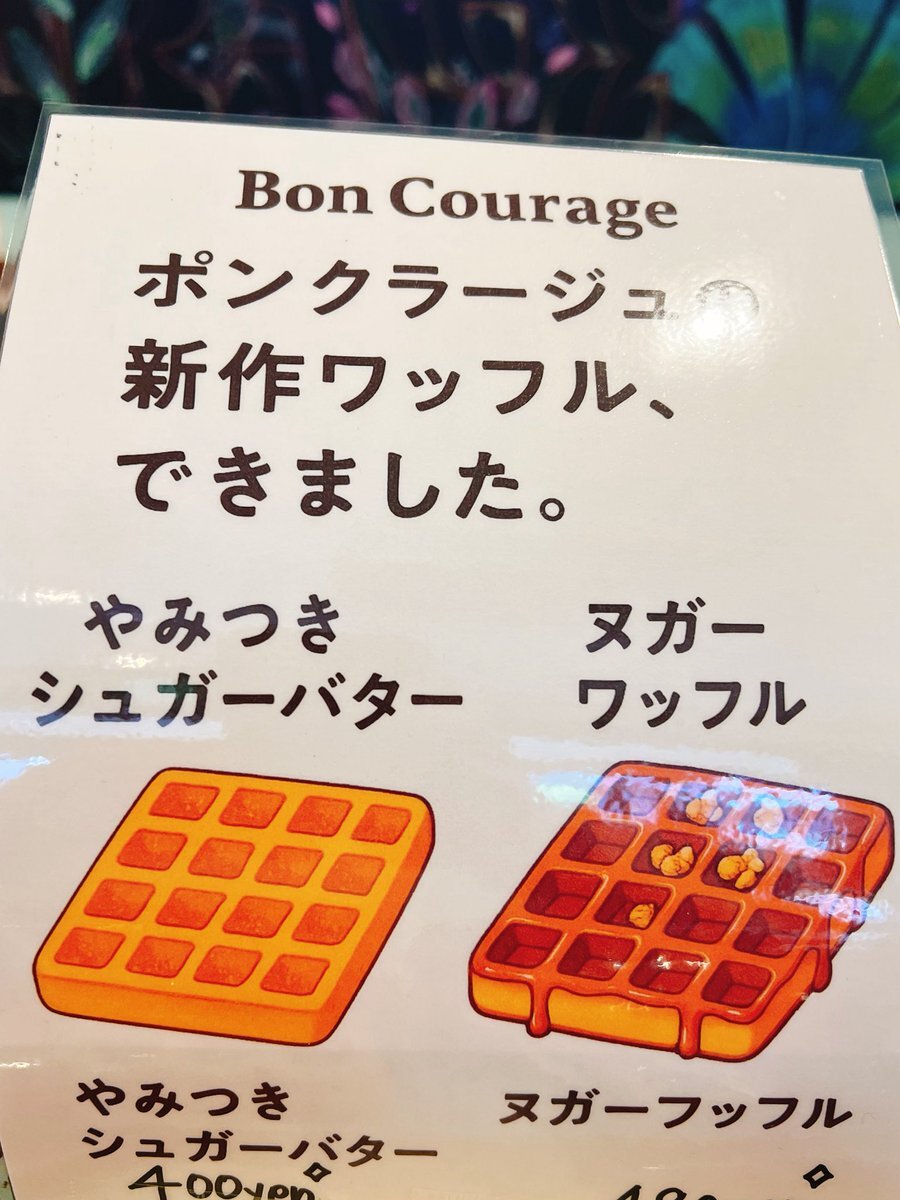 Bon Courage
ポンクラージュの
新作ワッフル、
できました。
やみつき
シュガーバター
ヌガー
ワッフル
やみつき
シュガーバター
400yen
ヌガーフッフル